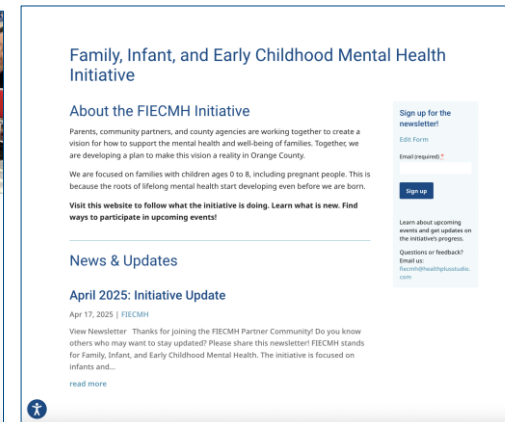 Family, Infant, and Early Childhood Mental Health
Initiative
About the FIECMH Initiative
Parents, community partners, and county agencies are working together to create a
vision for how to support the mental health and well-being of families. Together, we
are developing a plan to make this vision a reality in Orange County.
We are focused on families with children ages 0 to 8, including pregnant people. This is
because the roots of lifelong mental health start developing even before we are born.
Visit this website to follow what the initiative is doing. Learn what is new. Find
ways to participate in upcoming events!
News & Updates
April 2025: Initiative Update
Apr 17, 2025 | FIECMH
View Newsletter Thanks for joining the FIECMH Partner Community! Do you know
others who may want to stay updated? Please share this newsletter! FIECMH stands
for Family, Infant, and Early Childhood Mental Health. The initiative is focused on
infants and...
read more
Sign up for the
newsletter!
Edit Form
Email (required) *
Sign up
Learn about upcoming
events and get updates on
the initiative's progress.
Questions or feedback?
Email us:
fiecmh@healthplusstudio.
com